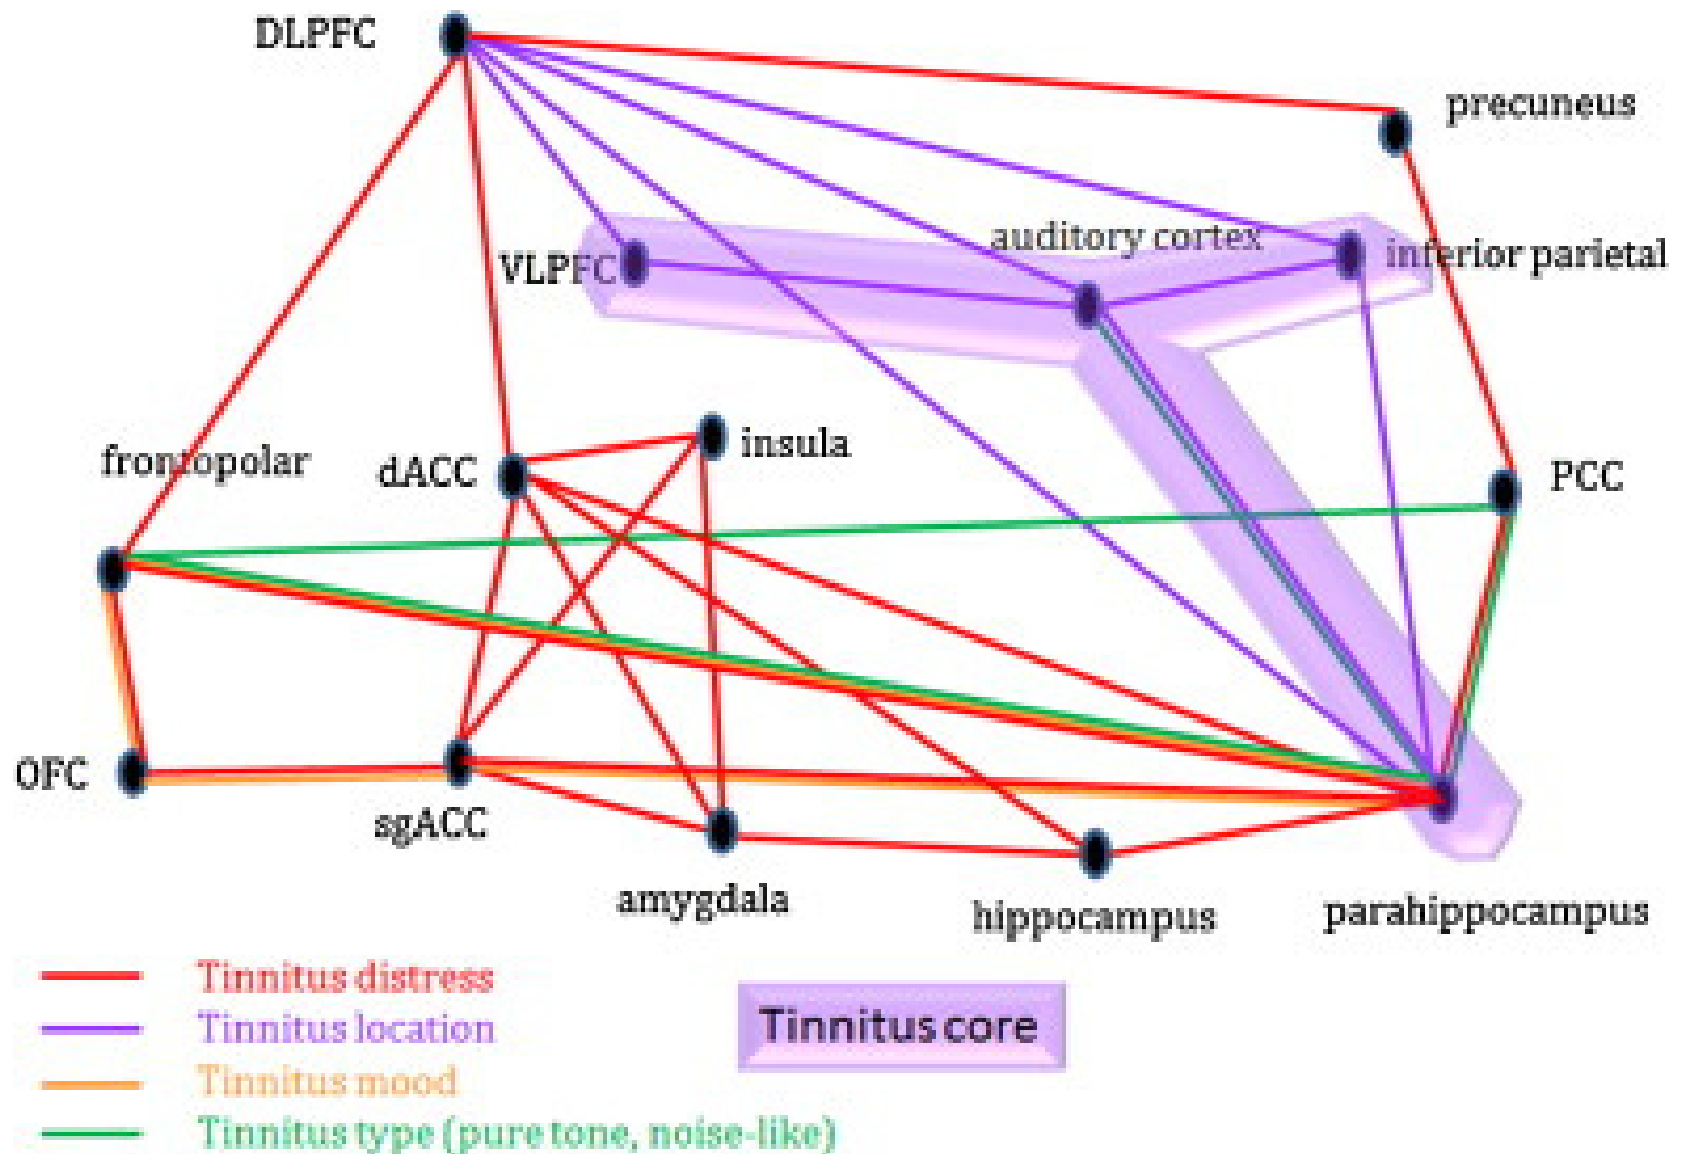 DLPFC
precuneus
auditory cortex
VLPFC
inferior parietal
insula
frontopolar
dACC
PCC
OFC
sgACC
amygdala
hippocampus
parahippocampus
Tinnitus distress
Tinnitus location
Tinnitus core
Tinnitus mood
Tinnitus type (pure tone, noise-like)